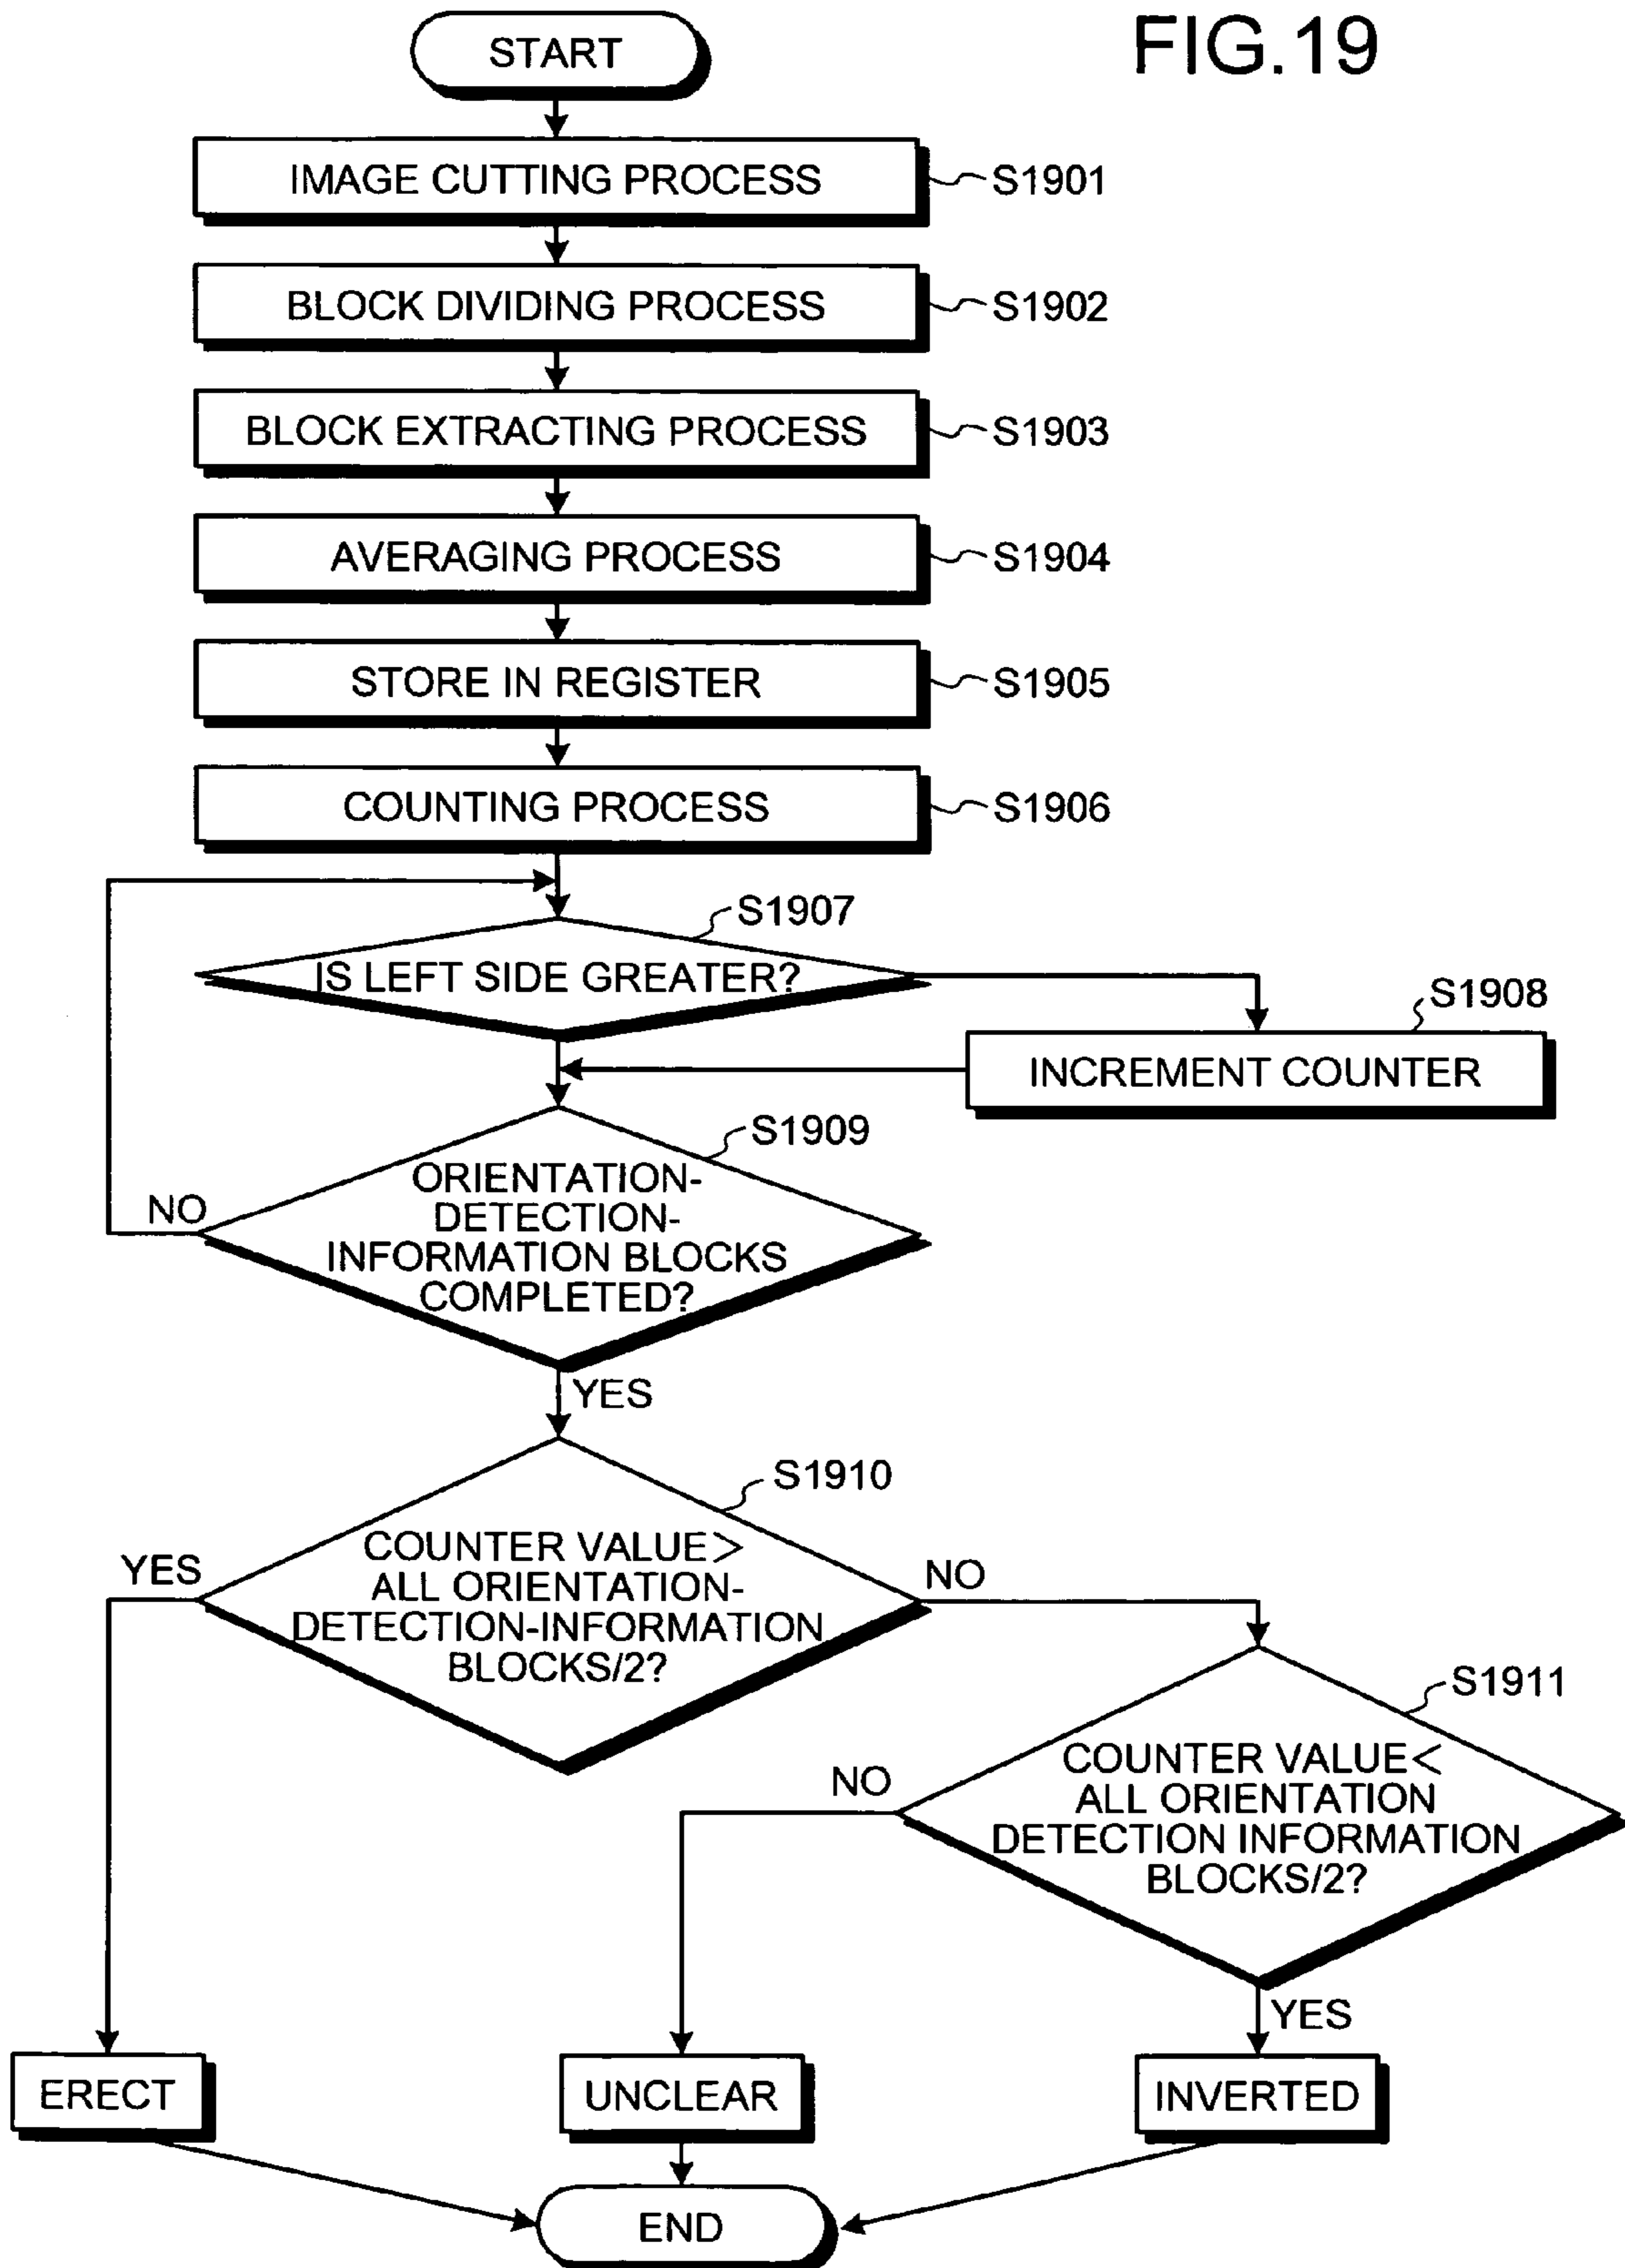 FIG.19
START
IMAGE CUTTING PROCESS
S1901
BLOCK DIVIDING PROCESS
S1902
BLOCK EXTRACTING PROCESS
S1903
AVERAGING PROCESS
S1904
STORE IN REGISTER
S1905
COUNTING PROCESS
S1906
S1907
IS LEFT SIDE GREATER?
S1908
INCREMENT COUNTER
S1909
ORIENTATION-
DETECTION-
INFORMATION BLOCKS
COMPLETED?
NO
YES
S1910
COUNTER VALUE>
ALL ORIENTATION-
DETECTION-INFORMATION
BLOCKS/2?
YES
NO
S1911
COUNTER VALUE<
ALL ORIENTATION
DETECTION INFORMATION
BLOCKS/2?
NO
YES
ERECT
UNCLEAR
INVERTED
END